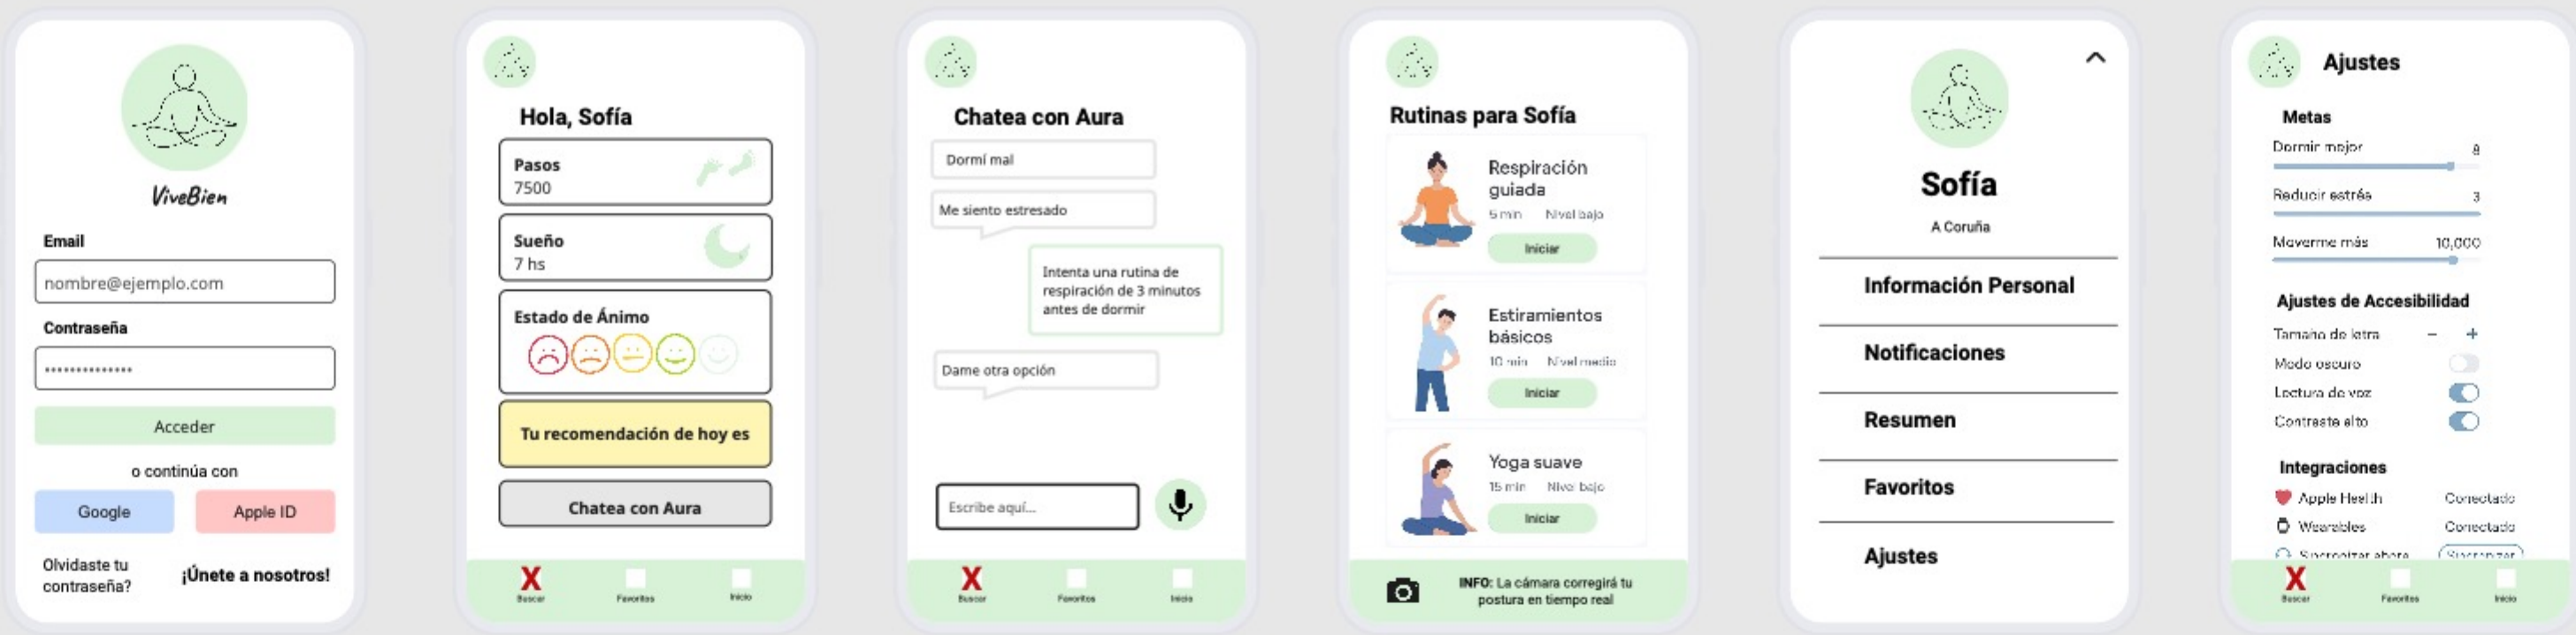 ViveBien
Email
nombre@ejemplo.com
Contraseña
Acceder
o continúa con
Google
Apple ID
Olvidaste tu
contraseña?
¡Únete a nosotros!
Hola, Sofía
Pasos
7500
Sueño
7 hs
Estado de Ánimo
Tu recomendación de hoy es
Chatea con Aura
X
Buscar
Favoritos
Inicio
Chatea con Aura
Dormí mal
Me siento estresado
Intenta una rutina de
respiración de 3 minutos
antes de dormir
Dame otra opción
Escribe aquí...
X
Buscar
Favoritos
Inicio
Rutinas para Sofía
Respiración
guiada
5 min Nivel bajo
Iniciar
Estiramientos
básicos
10 min Nivel medio
Iniciar
Yoga suave
15 min Nivel bajo
Iniciar
INFO: La cámara corregirá tu
postura en tiempo real
Sofía
A Coruña
Información Personal
Notificaciones
Resumen
Favoritos
Ajustes
Ajustes
Metas
Dormir mejor 8
Reducir estrés 3
Moverme más 10,000
Ajustes de Accesibilidad
Tamaño de letra − +
Modo oscuro
Lectura de voz
Contraste alto
Integraciones
Apple Health Conectado
Wearables Conectado
Sincronizar ahora Sincronizar
X
Buscar
Favoritos
Inicio